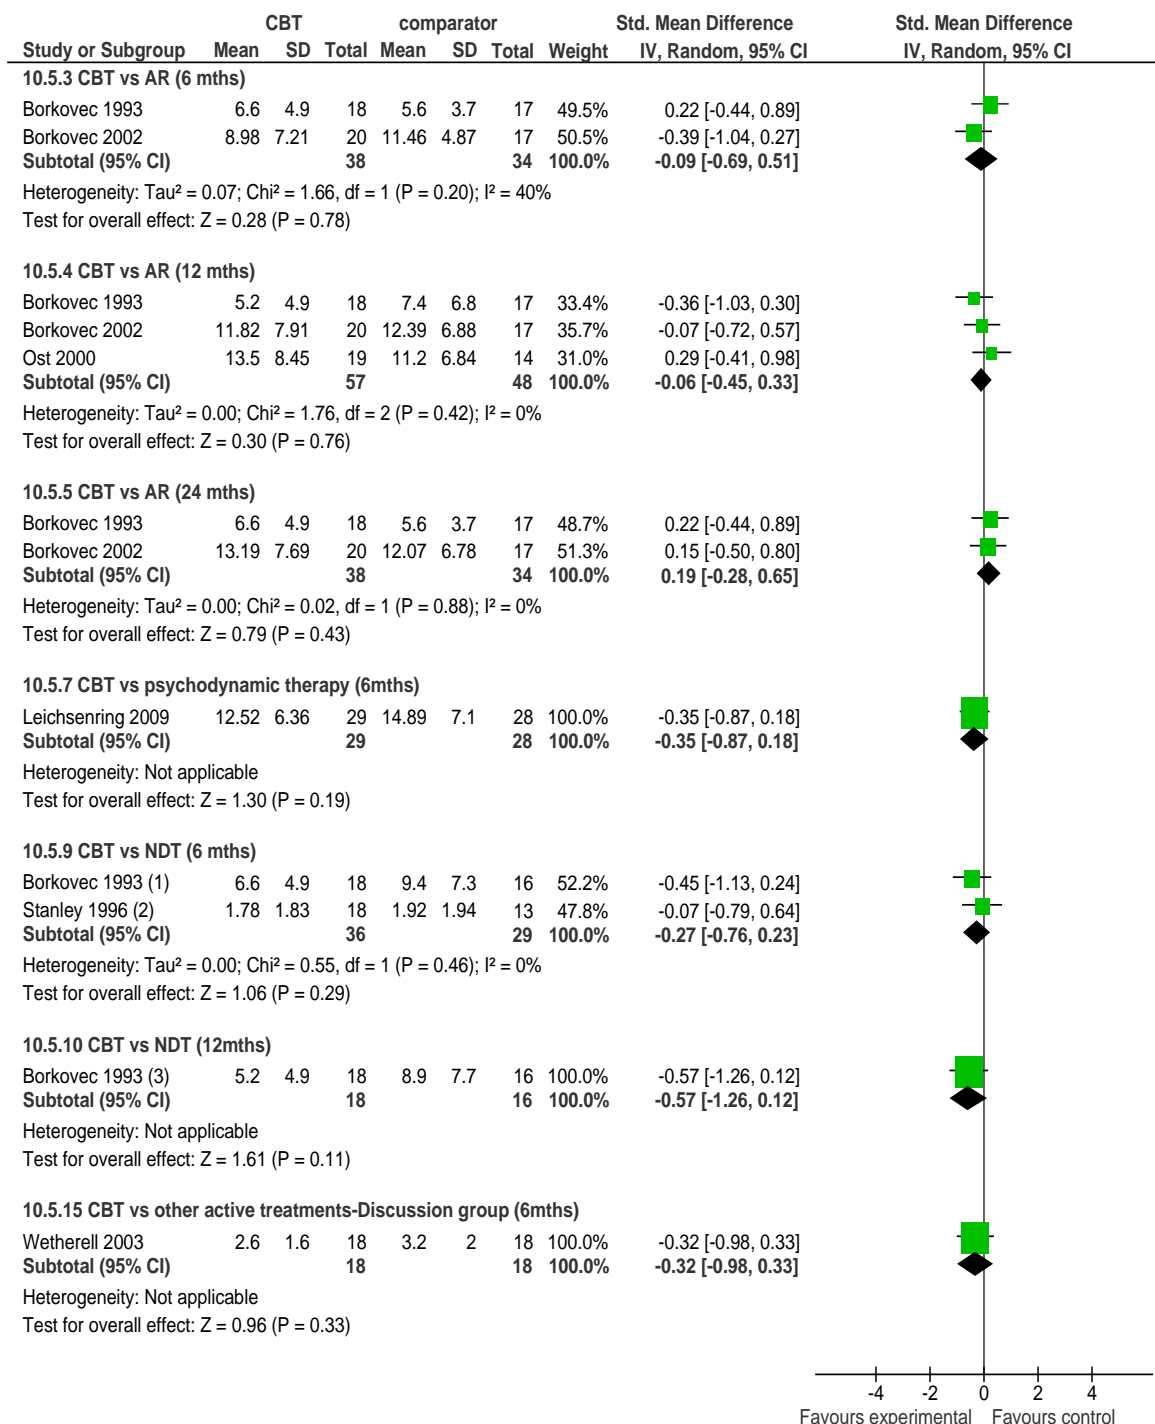 CBT comparator Std. Mean Difference Std. Mean Difference
Study or Subgroup Mean SD Total Mean SD Total Weight IV, Random, 95% CI IV, Random, 95% CI
10.5.3 CBT vs AR (6 mths)
Borkovec 1993 6.6 4.9 18 5.6 3.7 17 49.5% 0.22 [-0.44, 0.89]
Borkovec 2002 8.98 7.21 20 11.46 4.87 17 50.5% -0.39 [-1.04, 0.27]
Subtotal (95% CI) 38 34 100.0% -0.09 [-0.69, 0.51]
Heterogeneity: Tau² = 0.07; Chi² = 1.66, df = 1 (P = 0.20); I² = 40%
Test for overall effect: Z = 0.28 (P = 0.78)
10.5.4 CBT vs AR (12 mths)
Borkovec 1993 5.2 4.9 18 7.4 6.8 17 33.4% -0.36 [-1.03, 0.30]
Borkovec 2002 11.82 7.91 20 12.39 6.88 17 35.7% -0.07 [-0.72, 0.57]
Ost 2000 13.5 8.45 19 11.2 6.84 14 31.0% 0.29 [-0.41, 0.98]
Subtotal (95% CI) 57 48 100.0% -0.06 [-0.45, 0.33]
Heterogeneity: Tau² = 0.00; Chi² = 1.76, df = 2 (P = 0.42); I² = 0%
Test for overall effect: Z = 0.30 (P = 0.76)
10.5.5 CBT vs AR (24 mths)
Borkovec 1993 6.6 4.9 18 5.6 3.7 17 48.7% 0.22 [-0.44, 0.89]
Borkovec 2002 13.19 7.69 20 12.07 6.78 17 51.3% 0.15 [-0.50, 0.80]
Subtotal (95% CI) 38 34 100.0% 0.19 [-0.28, 0.65]
Heterogeneity: Tau² = 0.00; Chi² = 0.02, df = 1 (P = 0.88); I² = 0%
Test for overall effect: Z = 0.79 (P = 0.43)
10.5.7 CBT vs psychodynamic therapy (6mths)
Leichsenring 2009 12.52 6.36 29 14.89 7.1 28 100.0% -0.35 [-0.87, 0.18]
Subtotal (95% CI) 29 28 100.0% -0.35 [-0.87, 0.18]
Heterogeneity: Not applicable
Test for overall effect: Z = 1.30 (P = 0.19)
10.5.9 CBT vs NDT (6 mths)
Borkovec 1993 (1) 6.6 4.9 18 9.4 7.3 16 52.2% -0.45 [-1.13, 0.24]
Stanley 1996 (2) 1.78 1.83 18 1.92 1.94 13 47.8% -0.07 [-0.79, 0.64]
Subtotal (95% CI) 36 29 100.0% -0.27 [-0.76, 0.23]
Heterogeneity: Tau² = 0.00; Chi² = 0.55, df = 1 (P = 0.46); I² = 0%
Test for overall effect: Z = 1.06 (P = 0.29)
10.5.10 CBT vs NDT (12mths)
Borkovec 1993 (3) 5.2 4.9 18 8.9 7.7 16 100.0% -0.57 [-1.26, 0.12]
Subtotal (95% CI) 18 16 100.0% -0.57 [-1.26, 0.12]
Heterogeneity: Not applicable
Test for overall effect: Z = 1.61 (P = 0.11)
10.5.15 CBT vs other active treatments-Discussion group (6mths)
Wetherell 2003 2.6 1.6 18 3.2 2 18 100.0% -0.32 [-0.98, 0.33]
Subtotal (95% CI) 18 18 100.0% -0.32 [-0.98, 0.33]
Heterogeneity: Not applicable
Test for overall effect: Z = 0.96 (P = 0.33)
-4 -2 0 2 4
Favours experimental Favours control